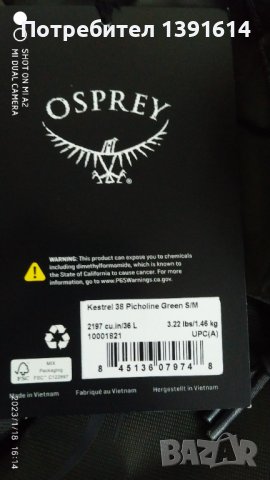 Потребител 1391614
SHOT ON MI A2
MI DUAL CAMERA
OSPREY
WARNING: This product can expose you to chemicals
including dimethylformamide, which is known to the
State of California to cause cancer. For more
information go to www.P65Warnings.ca.gov.
Kestrel 38 Picholine Green S/M
2197 cu.in/36 L 3.22 lbs/1,46 kg
10001821 UPC(A)
8 45136 07974 8
MIX
Packaging
FSC
FSC™ C122997
Made in Vietnam Fabriqué au Vietnam Hergestellt in Vietnam
2023/1/18 16:14
BAZAR